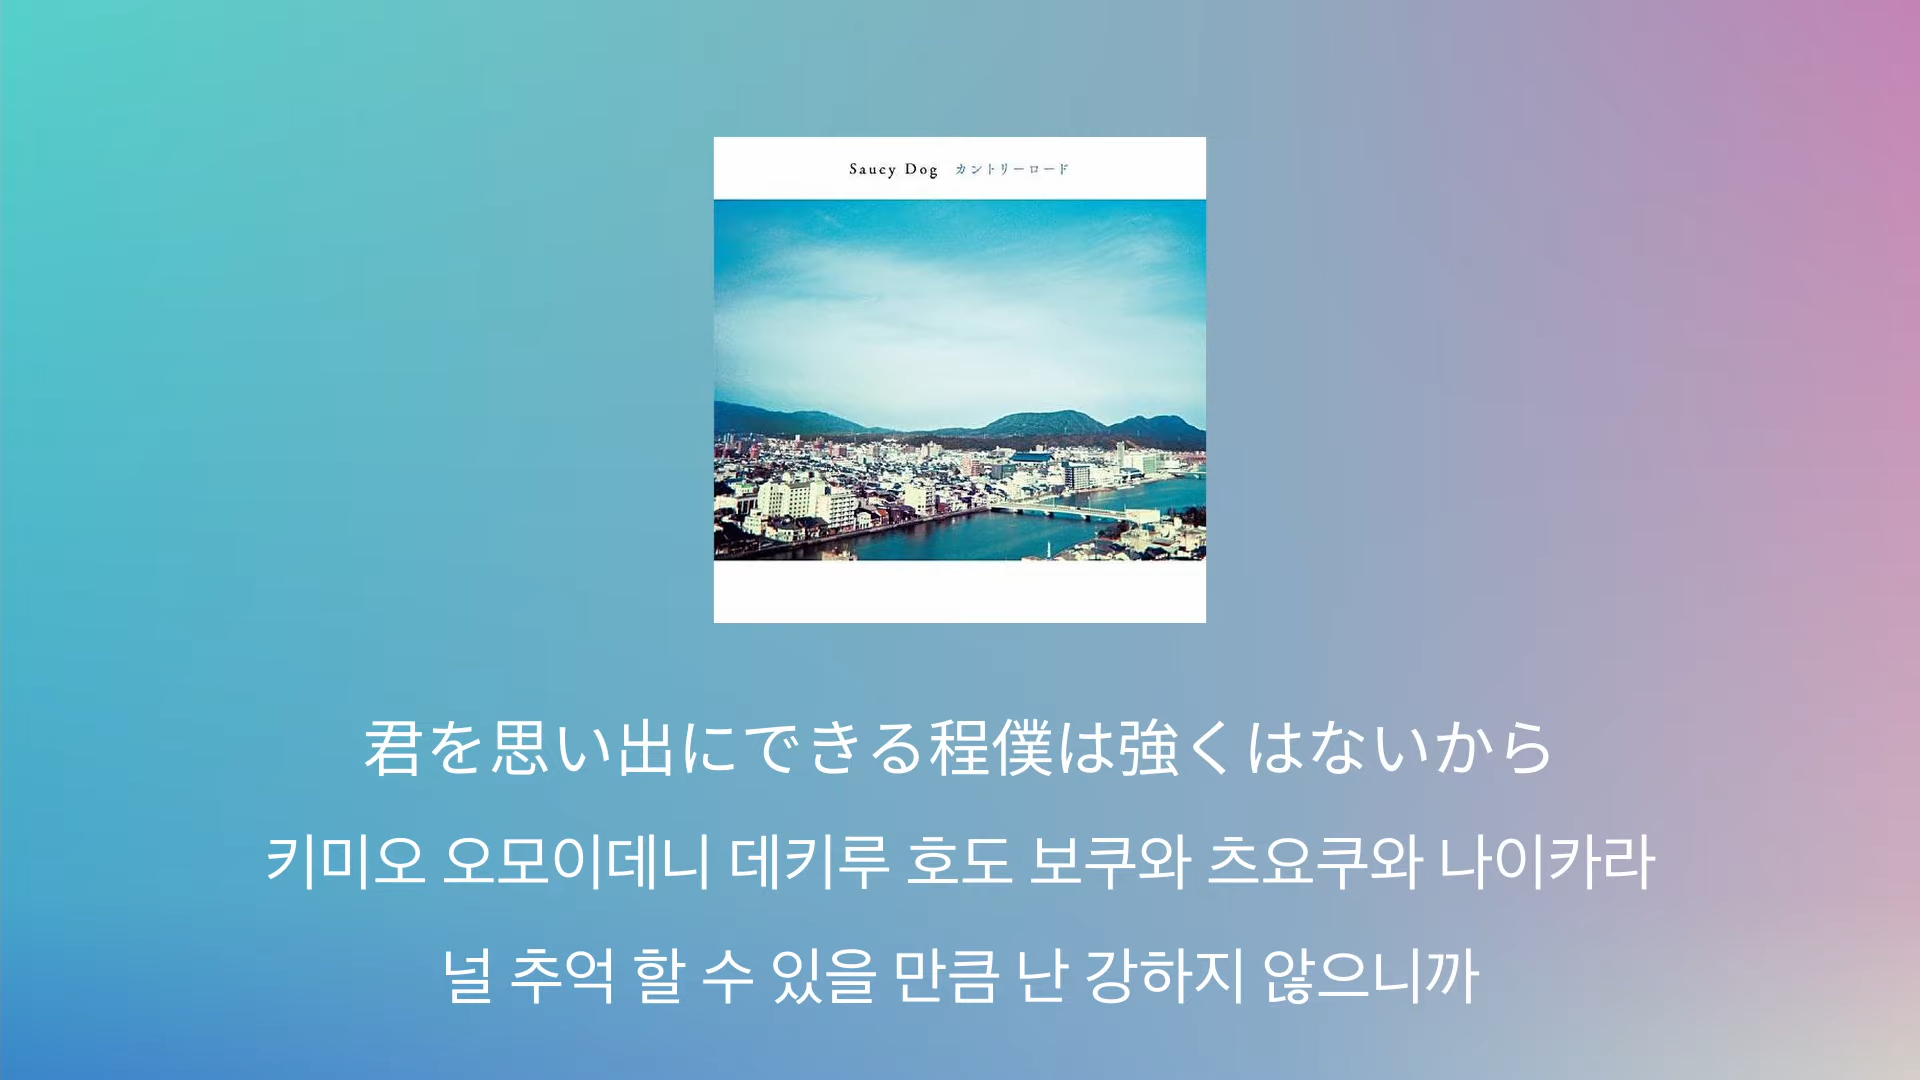 Saucy Dog カントリーロード
君を思い出にできる程僕は強くはないから
키미오 오모이데니 데키루 호도 보쿠와 츠요쿠와 나이카라
널 추억 할 수 있을 만큼 난 강하지 않으니까